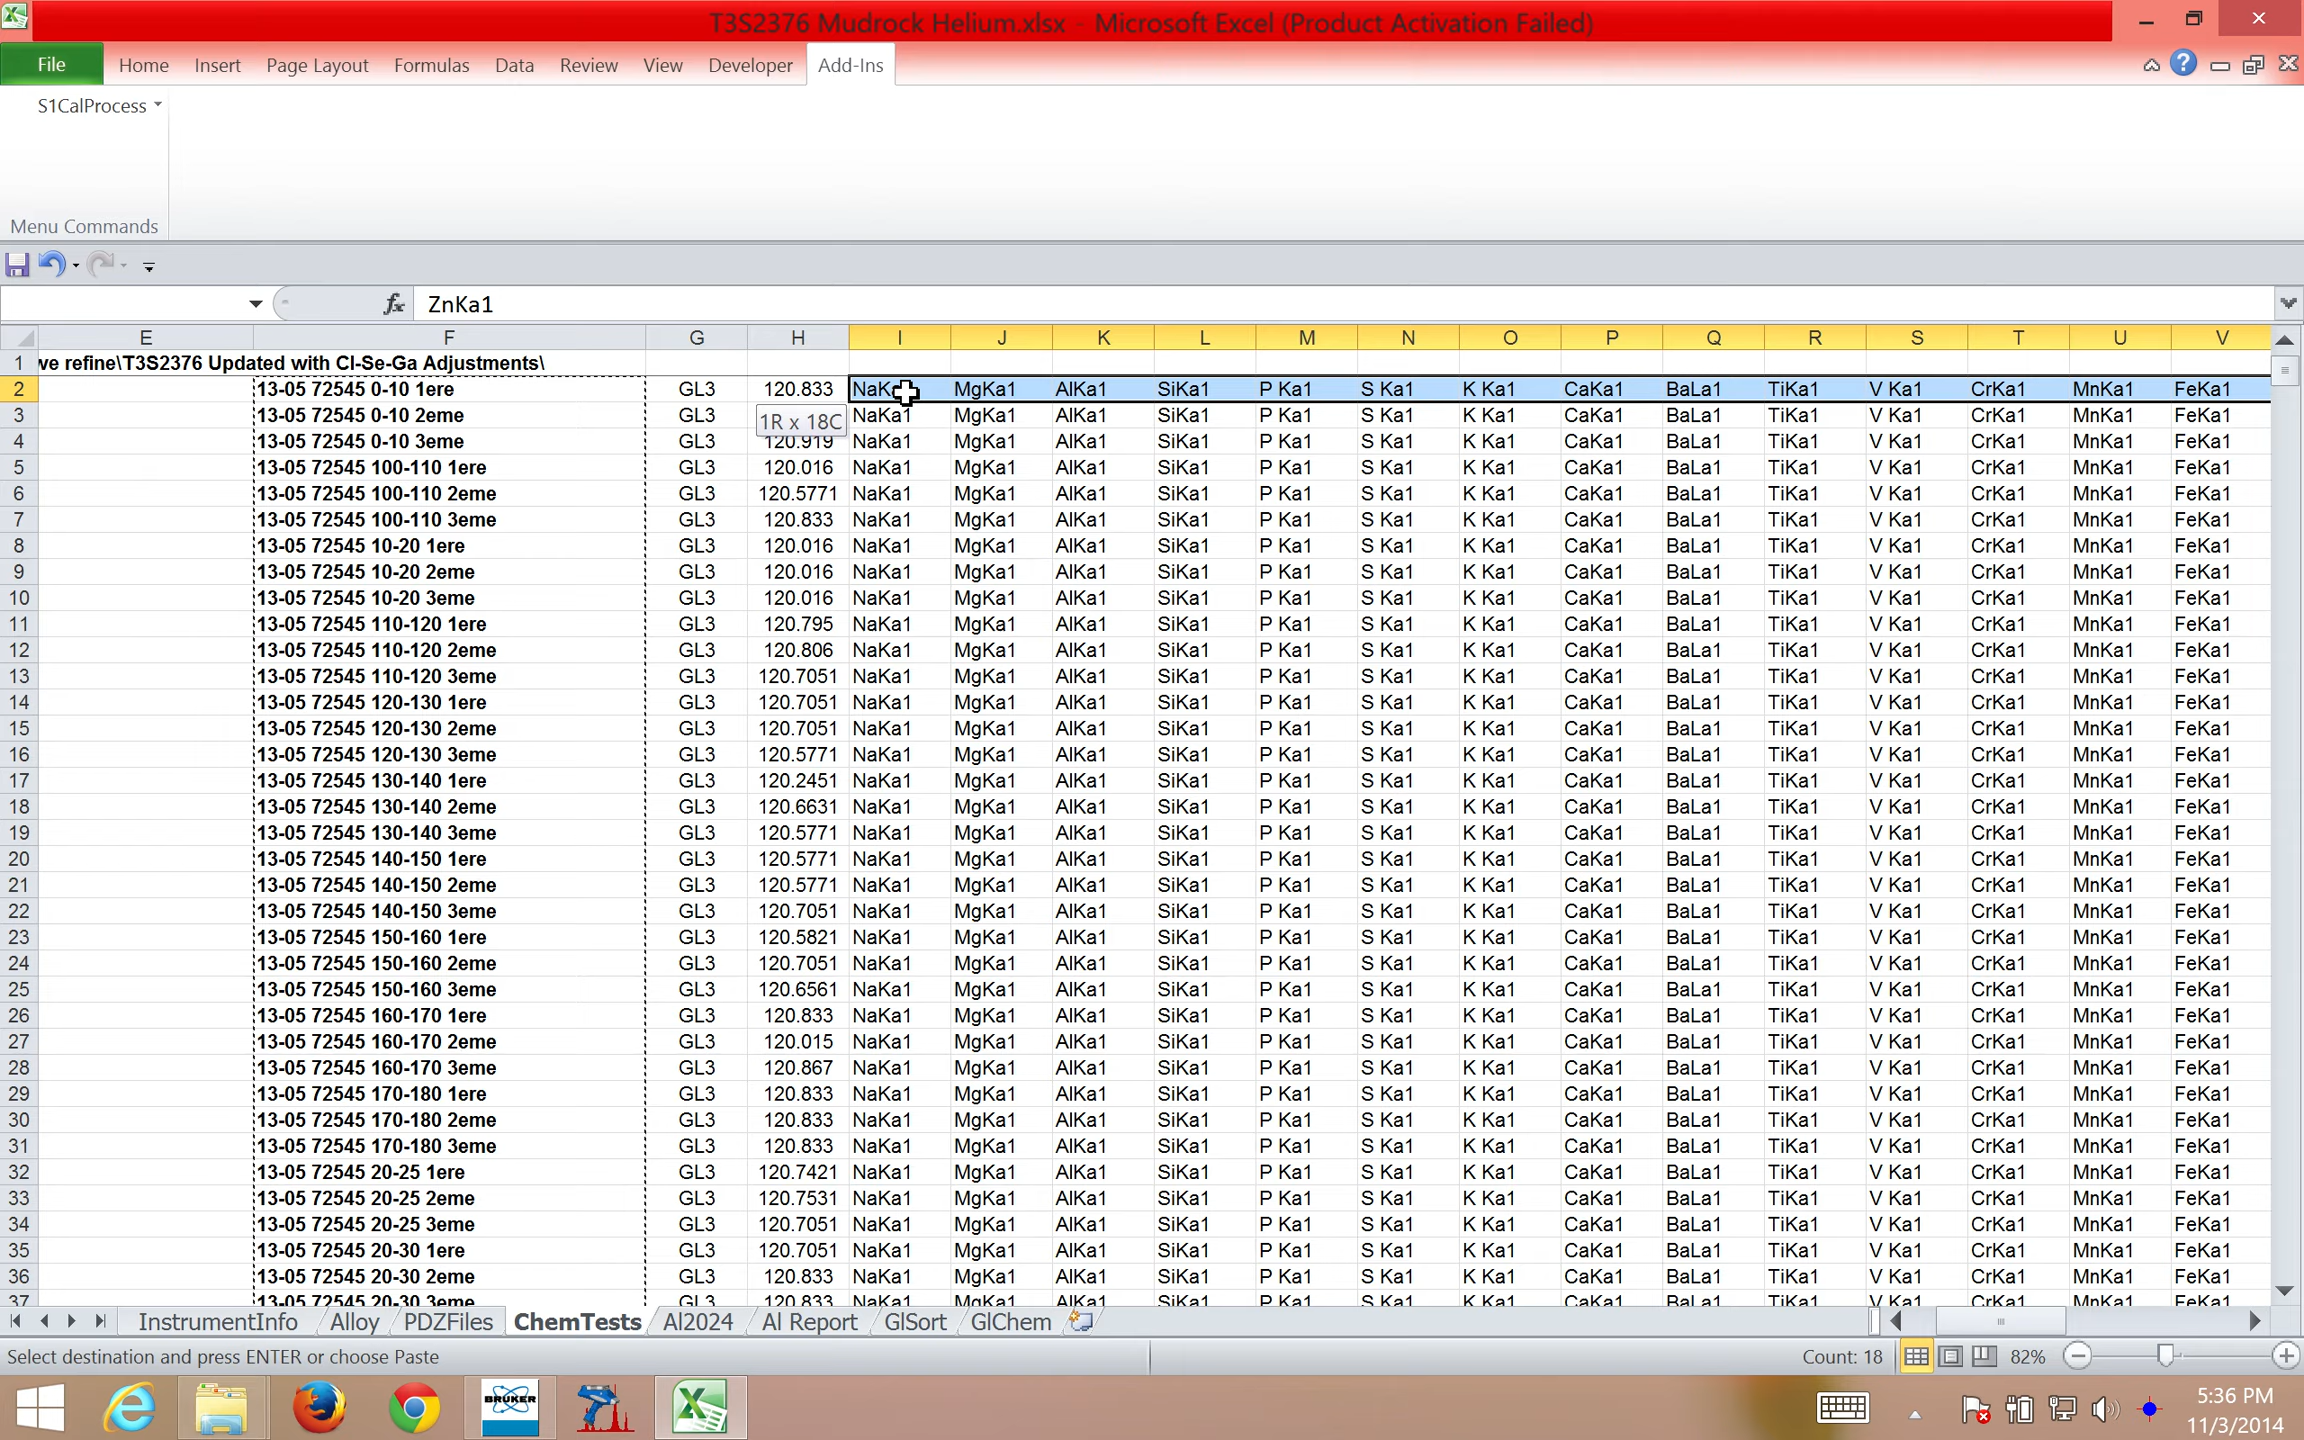 T3S2376 Mudrock Helium.xlsx - Microsoft Excel (Product Activation Failed)
File Home Insert Page Layout Formulas Data Review View Developer Add-Ins
S1CalProcess
Menu Commands
ZnKa1
E F G H I J K L M N O P Q R S T U V
1 ve refine\T3S2376 Updated with Cl-Se-Ga Adjustments\
2 13-05 72545 0-10 1ere GL3 120.833 NaKa1 MgKa1 AlKa1 SiKa1 P Ka1 S Ka1 K Ka1 CaKa1 BaLa1 TiKa1 V Ka1 CrKa1 MnKa1 FeKa1
3 13-05 72545 0-10 2eme GL3 1R x 18C NaKa1 MgKa1 AlKa1 SiKa1 P Ka1 S Ka1 K Ka1 CaKa1 BaLa1 TiKa1 V Ka1 CrKa1 MnKa1 FeKa1
4 13-05 72545 0-10 3eme GL3 120.919 NaKa1 MgKa1 AlKa1 SiKa1 P Ka1 S Ka1 K Ka1 CaKa1 BaLa1 TiKa1 V Ka1 CrKa1 MnKa1 FeKa1
5 13-05 72545 100-110 1ere GL3 120.016 NaKa1 MgKa1 AlKa1 SiKa1 P Ka1 S Ka1 K Ka1 CaKa1 BaLa1 TiKa1 V Ka1 CrKa1 MnKa1 FeKa1
6 13-05 72545 100-110 2eme GL3 120.5771 NaKa1 MgKa1 AlKa1 SiKa1 P Ka1 S Ka1 K Ka1 CaKa1 BaLa1 TiKa1 V Ka1 CrKa1 MnKa1 FeKa1
7 13-05 72545 100-110 3eme GL3 120.833 NaKa1 MgKa1 AlKa1 SiKa1 P Ka1 S Ka1 K Ka1 CaKa1 BaLa1 TiKa1 V Ka1 CrKa1 MnKa1 FeKa1
8 13-05 72545 10-20 1ere GL3 120.016 NaKa1 MgKa1 AlKa1 SiKa1 P Ka1 S Ka1 K Ka1 CaKa1 BaLa1 TiKa1 V Ka1 CrKa1 MnKa1 FeKa1
9 13-05 72545 10-20 2eme GL3 120.016 NaKa1 MgKa1 AlKa1 SiKa1 P Ka1 S Ka1 K Ka1 CaKa1 BaLa1 TiKa1 V Ka1 CrKa1 MnKa1 FeKa1
10 13-05 72545 10-20 3eme GL3 120.016 NaKa1 MgKa1 AlKa1 SiKa1 P Ka1 S Ka1 K Ka1 CaKa1 BaLa1 TiKa1 V Ka1 CrKa1 MnKa1 FeKa1
11 13-05 72545 110-120 1ere GL3 120.795 NaKa1 MgKa1 AlKa1 SiKa1 P Ka1 S Ka1 K Ka1 CaKa1 BaLa1 TiKa1 V Ka1 CrKa1 MnKa1 FeKa1
12 13-05 72545 110-120 2eme GL3 120.806 NaKa1 MgKa1 AlKa1 SiKa1 P Ka1 S Ka1 K Ka1 CaKa1 BaLa1 TiKa1 V Ka1 CrKa1 MnKa1 FeKa1
13 13-05 72545 110-120 3eme GL3 120.7051 NaKa1 MgKa1 AlKa1 SiKa1 P Ka1 S Ka1 K Ka1 CaKa1 BaLa1 TiKa1 V Ka1 CrKa1 MnKa1 FeKa1
14 13-05 72545 120-130 1ere GL3 120.7051 NaKa1 MgKa1 AlKa1 SiKa1 P Ka1 S Ka1 K Ka1 CaKa1 BaLa1 TiKa1 V Ka1 CrKa1 MnKa1 FeKa1
15 13-05 72545 120-130 2eme GL3 120.7051 NaKa1 MgKa1 AlKa1 SiKa1 P Ka1 S Ka1 K Ka1 CaKa1 BaLa1 TiKa1 V Ka1 CrKa1 MnKa1 FeKa1
16 13-05 72545 120-130 3eme GL3 120.5771 NaKa1 MgKa1 AlKa1 SiKa1 P Ka1 S Ka1 K Ka1 CaKa1 BaLa1 TiKa1 V Ka1 CrKa1 MnKa1 FeKa1
17 13-05 72545 130-140 1ere GL3 120.2451 NaKa1 MgKa1 AlKa1 SiKa1 P Ka1 S Ka1 K Ka1 CaKa1 BaLa1 TiKa1 V Ka1 CrKa1 MnKa1 FeKa1
18 13-05 72545 130-140 2eme GL3 120.6631 NaKa1 MgKa1 AlKa1 SiKa1 P Ka1 S Ka1 K Ka1 CaKa1 BaLa1 TiKa1 V Ka1 CrKa1 MnKa1 FeKa1
19 13-05 72545 130-140 3eme GL3 120.5771 NaKa1 MgKa1 AlKa1 SiKa1 P Ka1 S Ka1 K Ka1 CaKa1 BaLa1 TiKa1 V Ka1 CrKa1 MnKa1 FeKa1
20 13-05 72545 140-150 1ere GL3 120.5771 NaKa1 MgKa1 AlKa1 SiKa1 P Ka1 S Ka1 K Ka1 CaKa1 BaLa1 TiKa1 V Ka1 CrKa1 MnKa1 FeKa1
21 13-05 72545 140-150 2eme GL3 120.5771 NaKa1 MgKa1 AlKa1 SiKa1 P Ka1 S Ka1 K Ka1 CaKa1 BaLa1 TiKa1 V Ka1 CrKa1 MnKa1 FeKa1
22 13-05 72545 140-150 3eme GL3 120.7051 NaKa1 MgKa1 AlKa1 SiKa1 P Ka1 S Ka1 K Ka1 CaKa1 BaLa1 TiKa1 V Ka1 CrKa1 MnKa1 FeKa1
23 13-05 72545 150-160 1ere GL3 120.5821 NaKa1 MgKa1 AlKa1 SiKa1 P Ka1 S Ka1 K Ka1 CaKa1 BaLa1 TiKa1 V Ka1 CrKa1 MnKa1 FeKa1
24 13-05 72545 150-160 2eme GL3 120.7051 NaKa1 MgKa1 AlKa1 SiKa1 P Ka1 S Ka1 K Ka1 CaKa1 BaLa1 TiKa1 V Ka1 CrKa1 MnKa1 FeKa1
25 13-05 72545 150-160 3eme GL3 120.6561 NaKa1 MgKa1 AlKa1 SiKa1 P Ka1 S Ka1 K Ka1 CaKa1 BaLa1 TiKa1 V Ka1 CrKa1 MnKa1 FeKa1
26 13-05 72545 160-170 1ere GL3 120.833 NaKa1 MgKa1 AlKa1 SiKa1 P Ka1 S Ka1 K Ka1 CaKa1 BaLa1 TiKa1 V Ka1 CrKa1 MnKa1 FeKa1
27 13-05 72545 160-170 2eme GL3 120.015 NaKa1 MgKa1 AlKa1 SiKa1 P Ka1 S Ka1 K Ka1 CaKa1 BaLa1 TiKa1 V Ka1 CrKa1 MnKa1 FeKa1
28 13-05 72545 160-170 3eme GL3 120.867 NaKa1 MgKa1 AlKa1 SiKa1 P Ka1 S Ka1 K Ka1 CaKa1 BaLa1 TiKa1 V Ka1 CrKa1 MnKa1 FeKa1
29 13-05 72545 170-180 1ere GL3 120.833 NaKa1 MgKa1 AlKa1 SiKa1 P Ka1 S Ka1 K Ka1 CaKa1 BaLa1 TiKa1 V Ka1 CrKa1 MnKa1 FeKa1
30 13-05 72545 170-180 2eme GL3 120.833 NaKa1 MgKa1 AlKa1 SiKa1 P Ka1 S Ka1 K Ka1 CaKa1 BaLa1 TiKa1 V Ka1 CrKa1 MnKa1 FeKa1
31 13-05 72545 170-180 3eme GL3 120.833 NaKa1 MgKa1 AlKa1 SiKa1 P Ka1 S Ka1 K Ka1 CaKa1 BaLa1 TiKa1 V Ka1 CrKa1 MnKa1 FeKa1
32 13-05 72545 20-25 1ere GL3 120.7421 NaKa1 MgKa1 AlKa1 SiKa1 P Ka1 S Ka1 K Ka1 CaKa1 BaLa1 TiKa1 V Ka1 CrKa1 MnKa1 FeKa1
33 13-05 72545 20-25 2eme GL3 120.7531 NaKa1 MgKa1 AlKa1 SiKa1 P Ka1 S Ka1 K Ka1 CaKa1 BaLa1 TiKa1 V Ka1 CrKa1 MnKa1 FeKa1
34 13-05 72545 20-25 3eme GL3 120.7051 NaKa1 MgKa1 AlKa1 SiKa1 P Ka1 S Ka1 K Ka1 CaKa1 BaLa1 TiKa1 V Ka1 CrKa1 MnKa1 FeKa1
35 13-05 72545 20-30 1ere GL3 120.7051 NaKa1 MgKa1 AlKa1 SiKa1 P Ka1 S Ka1 K Ka1 CaKa1 BaLa1 TiKa1 V Ka1 CrKa1 MnKa1 FeKa1
36 13-05 72545 20-30 2eme GL3 120.833 NaKa1 MgKa1 AlKa1 SiKa1 P Ka1 S Ka1 K Ka1 CaKa1 BaLa1 TiKa1 V Ka1 CrKa1 MnKa1 FeKa1
37 13-05 72545 20-30 3eme GL3 120.833 NaKa1 MgKa1 AlKa1 SiKa1 P Ka1 S Ka1 K Ka1 CaKa1 BaLa1 TiKa1 V Ka1 CrKa1 MnKa1 FeKa1
InstrumentInfo Alloy PDZFiles ChemTests Al2024 Al Report GlSort GlChem
Select destination and press ENTER or choose Paste Count: 18 82%
BRUKER
5:36 PM
11/3/2014